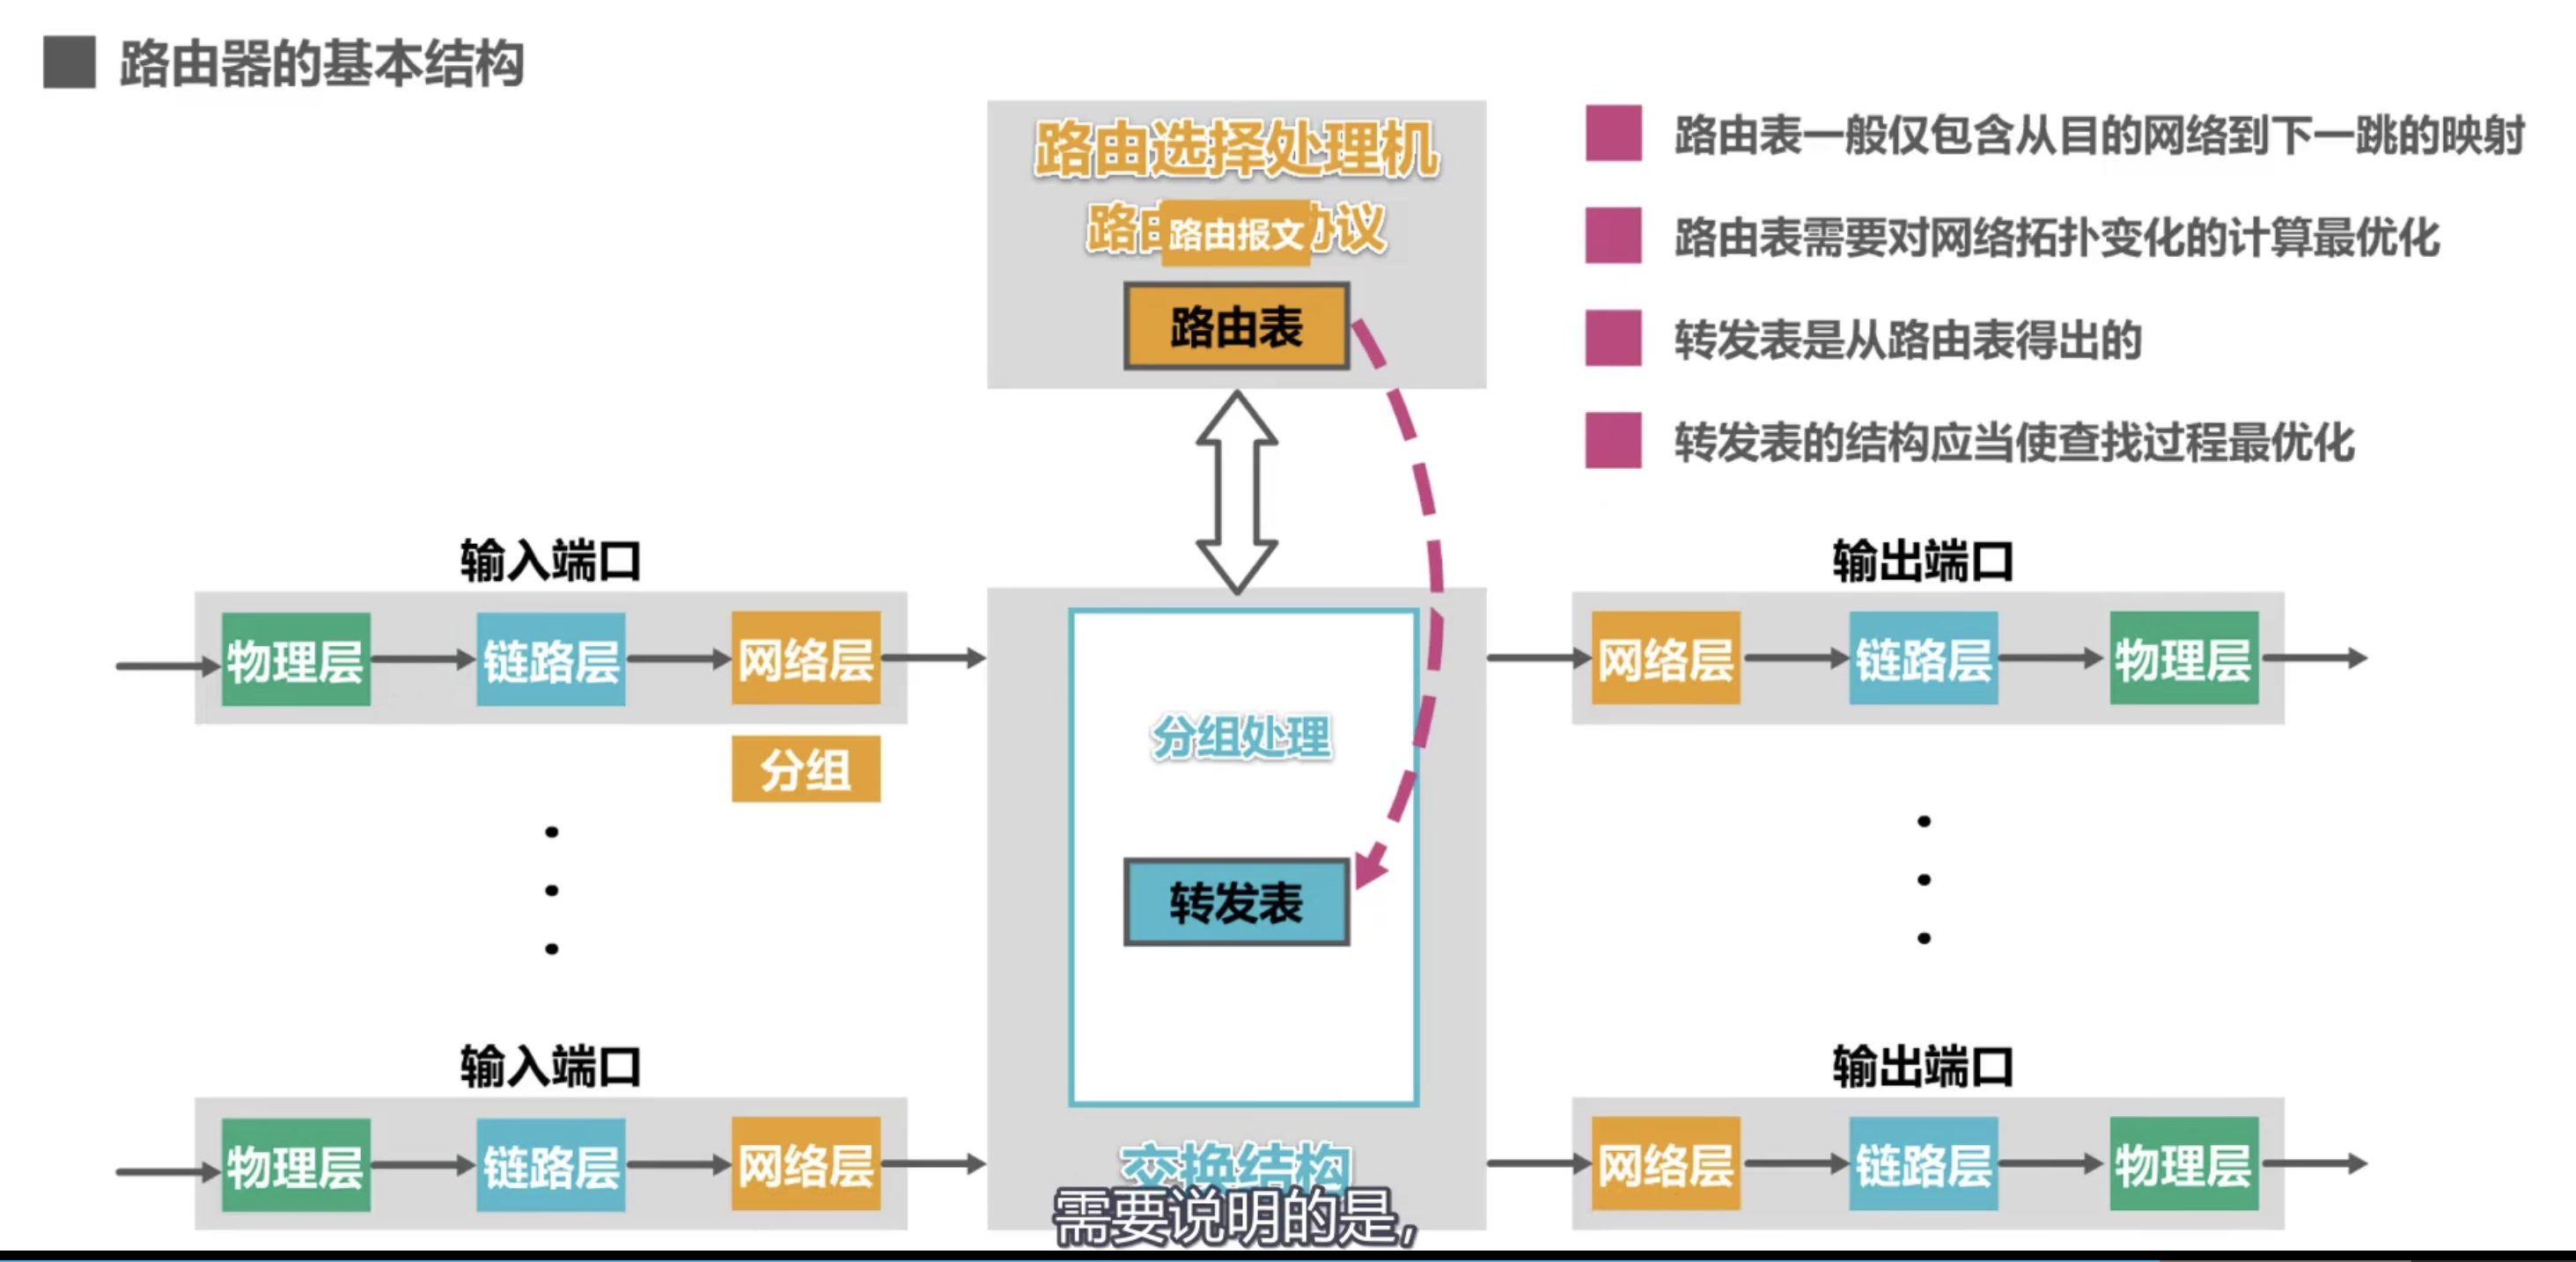 路由器的基本结构
路由选择处理机
路由
路由报文
协议
路由表
路由表一般仅包含从目的网络到下一跳的映射
路由表需要对网络拓扑变化的计算最优化
转发表是从路由表得出的
转发表的结构应当使查找过程最优化
输入端口
物理层
链路层
网络层
分组
分组处理
转发表
输出端口
网络层
链路层
物理层
输入端口
物理层
链路层
网络层
交换结构
输出端口
网络层
链路层
物理层
需要说明的是，